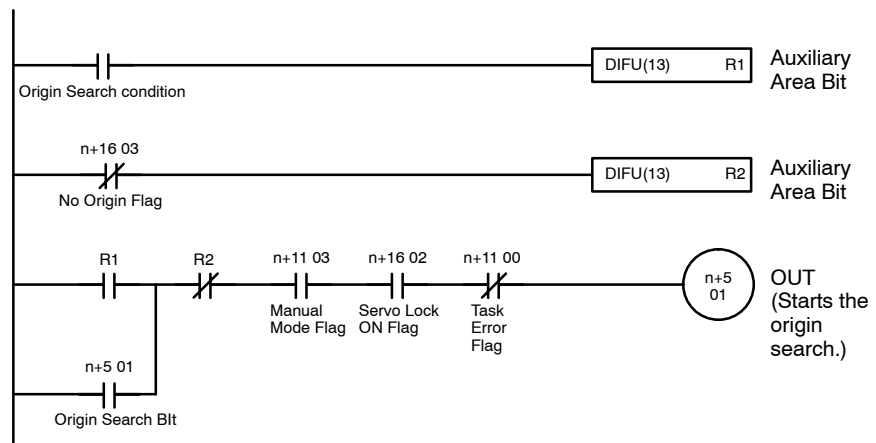 DIFU(13) R1
Auxiliary
Area Bit
Origin Search condition
n+16 03
DIFU(13) R2
Auxiliary
Area Bit
No Origin Flag
R1
R2
n+11 03
n+16 02
n+11 00
n+5
01
OUT
(Starts the
origin
search.)
Manual
Mode Flag
Servo Lock
ON Flag
Task
Error
Flag
n+5 01
Origin Search BIt